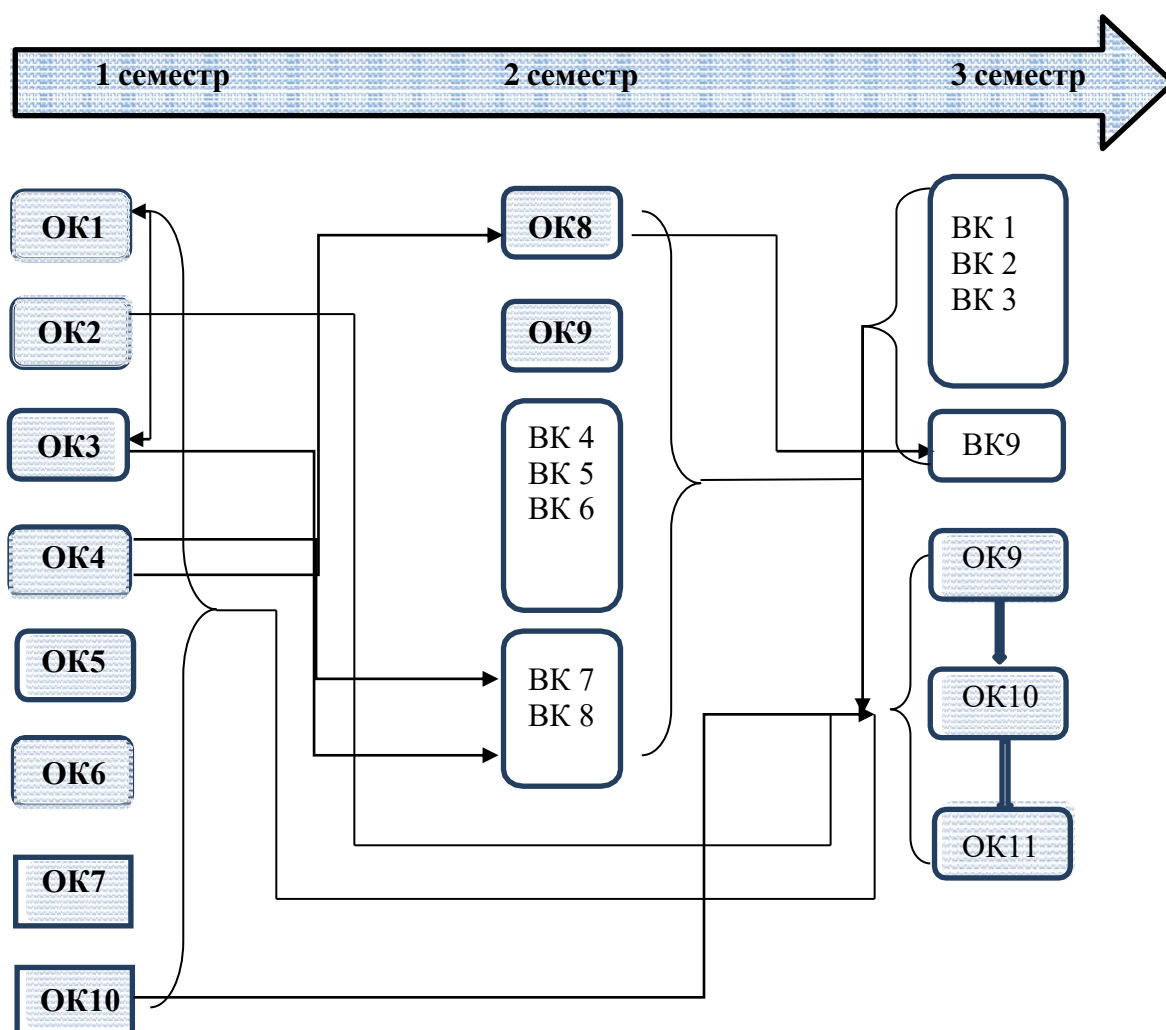 1 семестр
2 семестр
3 семестр
ОК1
ОК2
ОК3
ОК4
ОК5
ОК6
ОК7
ОК10
ОК8
ОК9
ВК 4
ВК 5
ВК 6
ВК 7
ВК 8
ВК 1
ВК 2
ВК 3
ВК9
ОК9
ОК10
ОК11